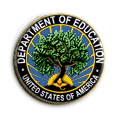 DEPARTMENT OF EDUCATION
UNITED STATES OF AMERICA